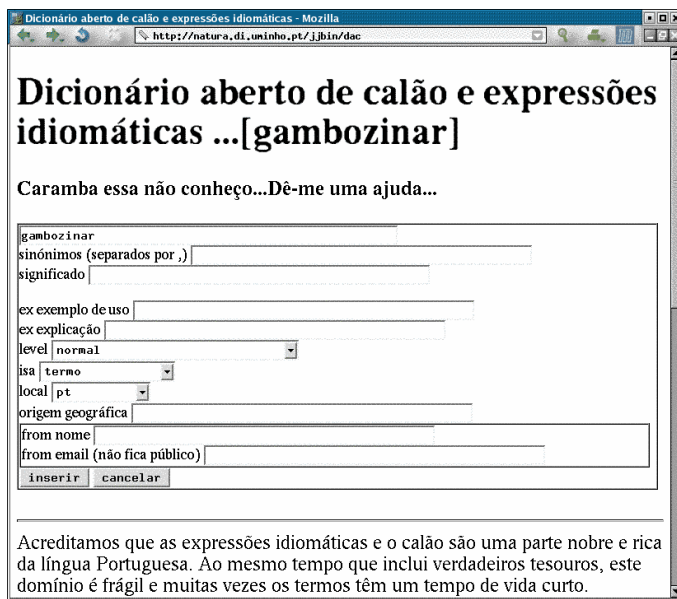 Dicionário aberto de calão e expressões idiomáticas - Mozilla
http://natura.di.uminho.pt/jjbin/dac
Dicionário aberto de calão e expressões
idiomáticas ...[gambozinar]
Caramba essa não conheço...Dê-me uma ajuda...
gambozinar
sinónimos (separados por ,)
significado
ex exemplo de uso
ex explicação
level normal
isa termo
local pt
origem geográfica
from nome
from email (não fica público)
inserir cancelar
Acreditamos que as expressões idiomáticas e o calão são uma parte nobre e rica
da língua Portuguesa. Ao mesmo tempo que inclui verdadeiros tesouros, este
domínio é frágil e muitas vezes os termos têm um tempo de vida curto.